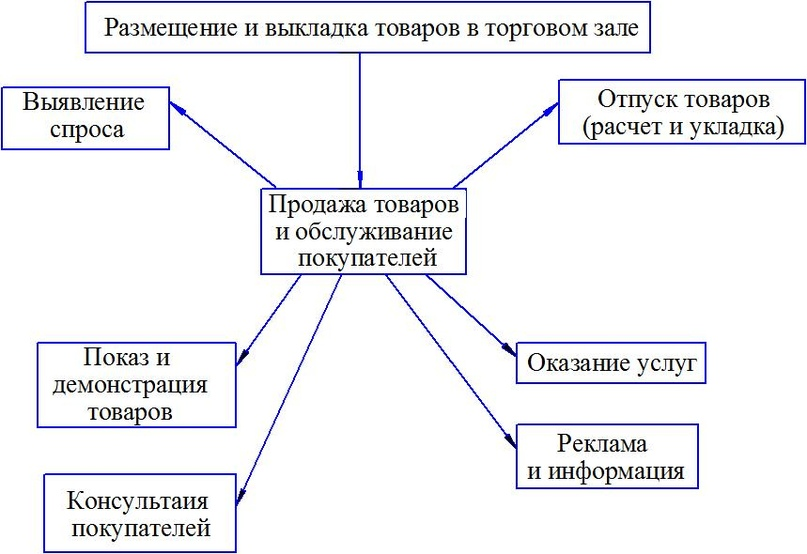 Размещение и выкладка товаров в торговом зале
Выявление
спроса
Отпуск товаров
(расчет и укладка)
Продажа товаров
и обслуживание
покупателей
Показ и
демонстрация
товаров
Оказание услуг
Реклама
и информация
Консультаия
покупателей